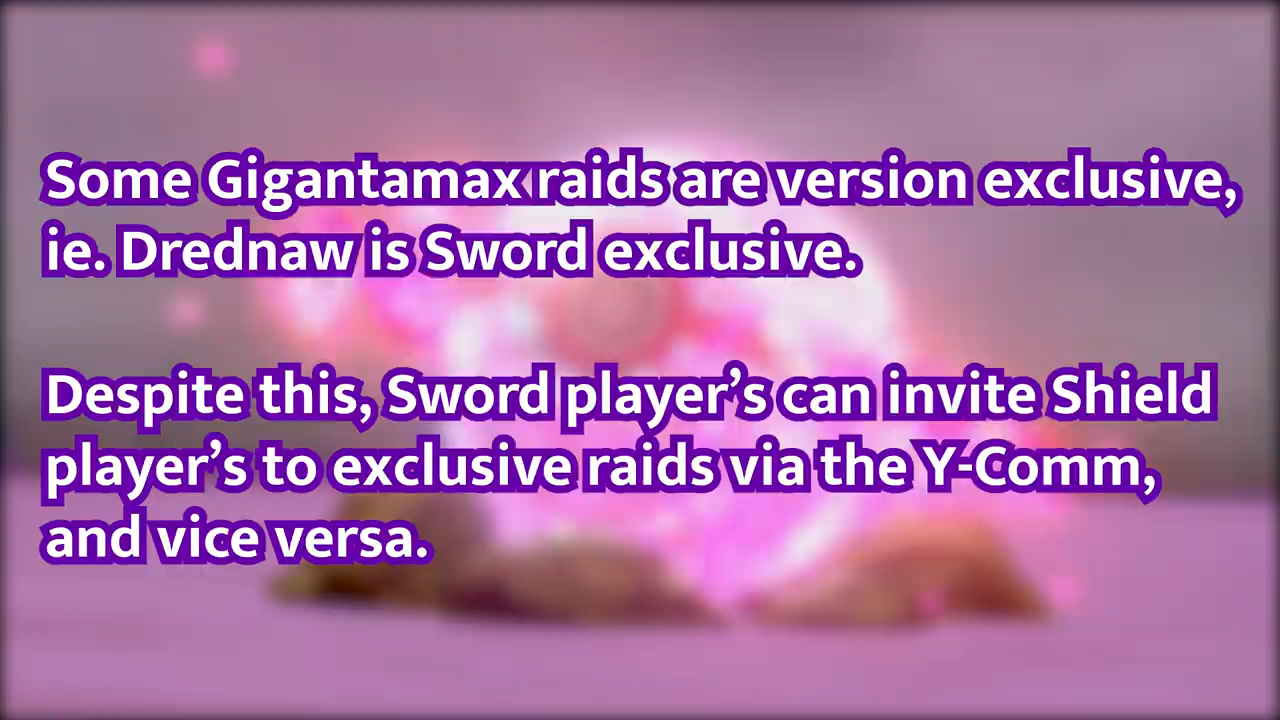 Some Gigantamax raids are version exclusive,
ie. Drednaw is Sword exclusive.
Despite this, Sword player’s can invite Shield
player’s to exclusive raids via the Y-Comm,
and vice versa.